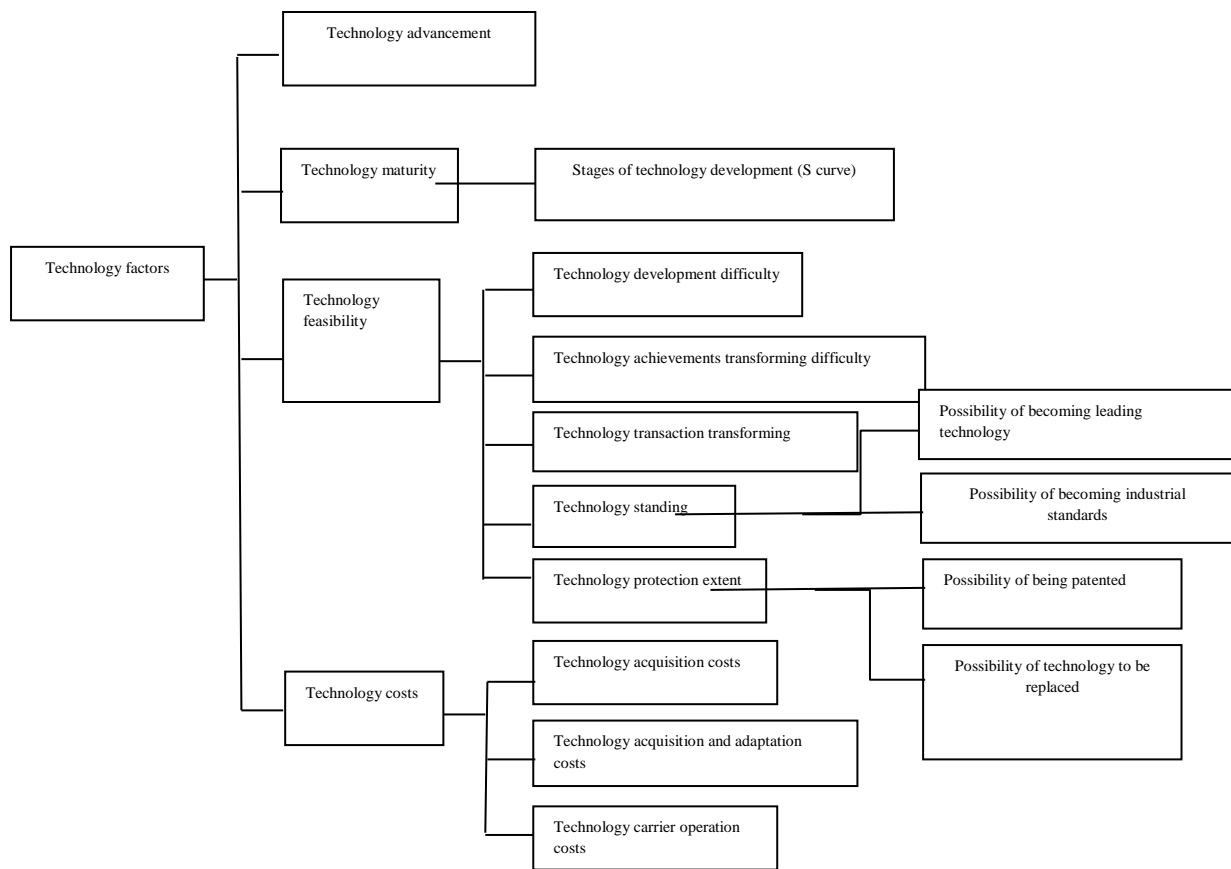 Technology advancement
Technology maturity
Stages of technology development (S curve)
Technology factors
Technology
feasibility
Technology development difficulty
Technology achievements transforming difficulty
Technology transaction transforming
Technology standing
Technology protection extent
Possibility of becoming leading
technology
Possibility of becoming industrial
standards
Possibility of being patented
Possibility of technology to be
replaced
Technology costs
Technology acquisition costs
Technology acquisition and adaptation
costs
Technology carrier operation
costs